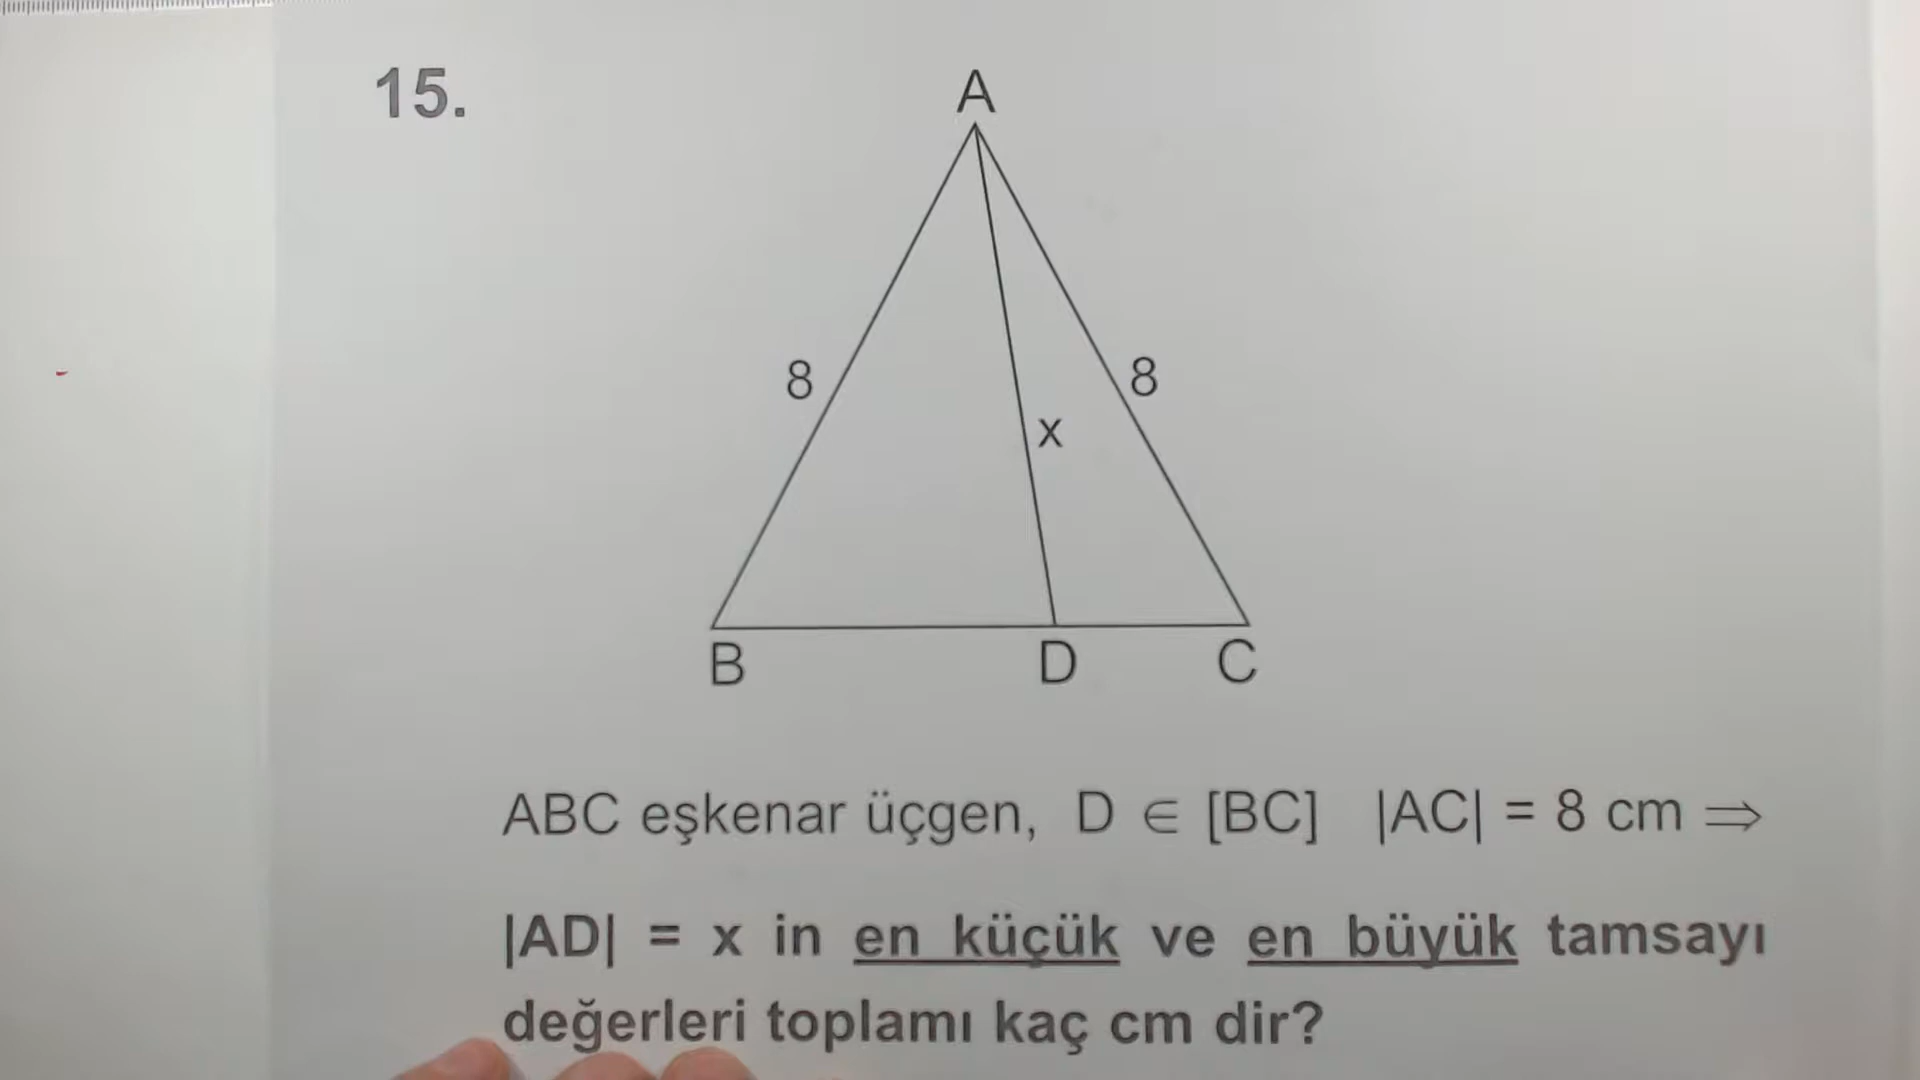 15.
A
8
8
x
B
D
C
ABC eşkenar üçgen, D ∈ [BC] |AC| = 8 cm ⇒
|AD| = x in en küçük ve en büyük tamsayı
değerleri toplamı kaç cm dir?